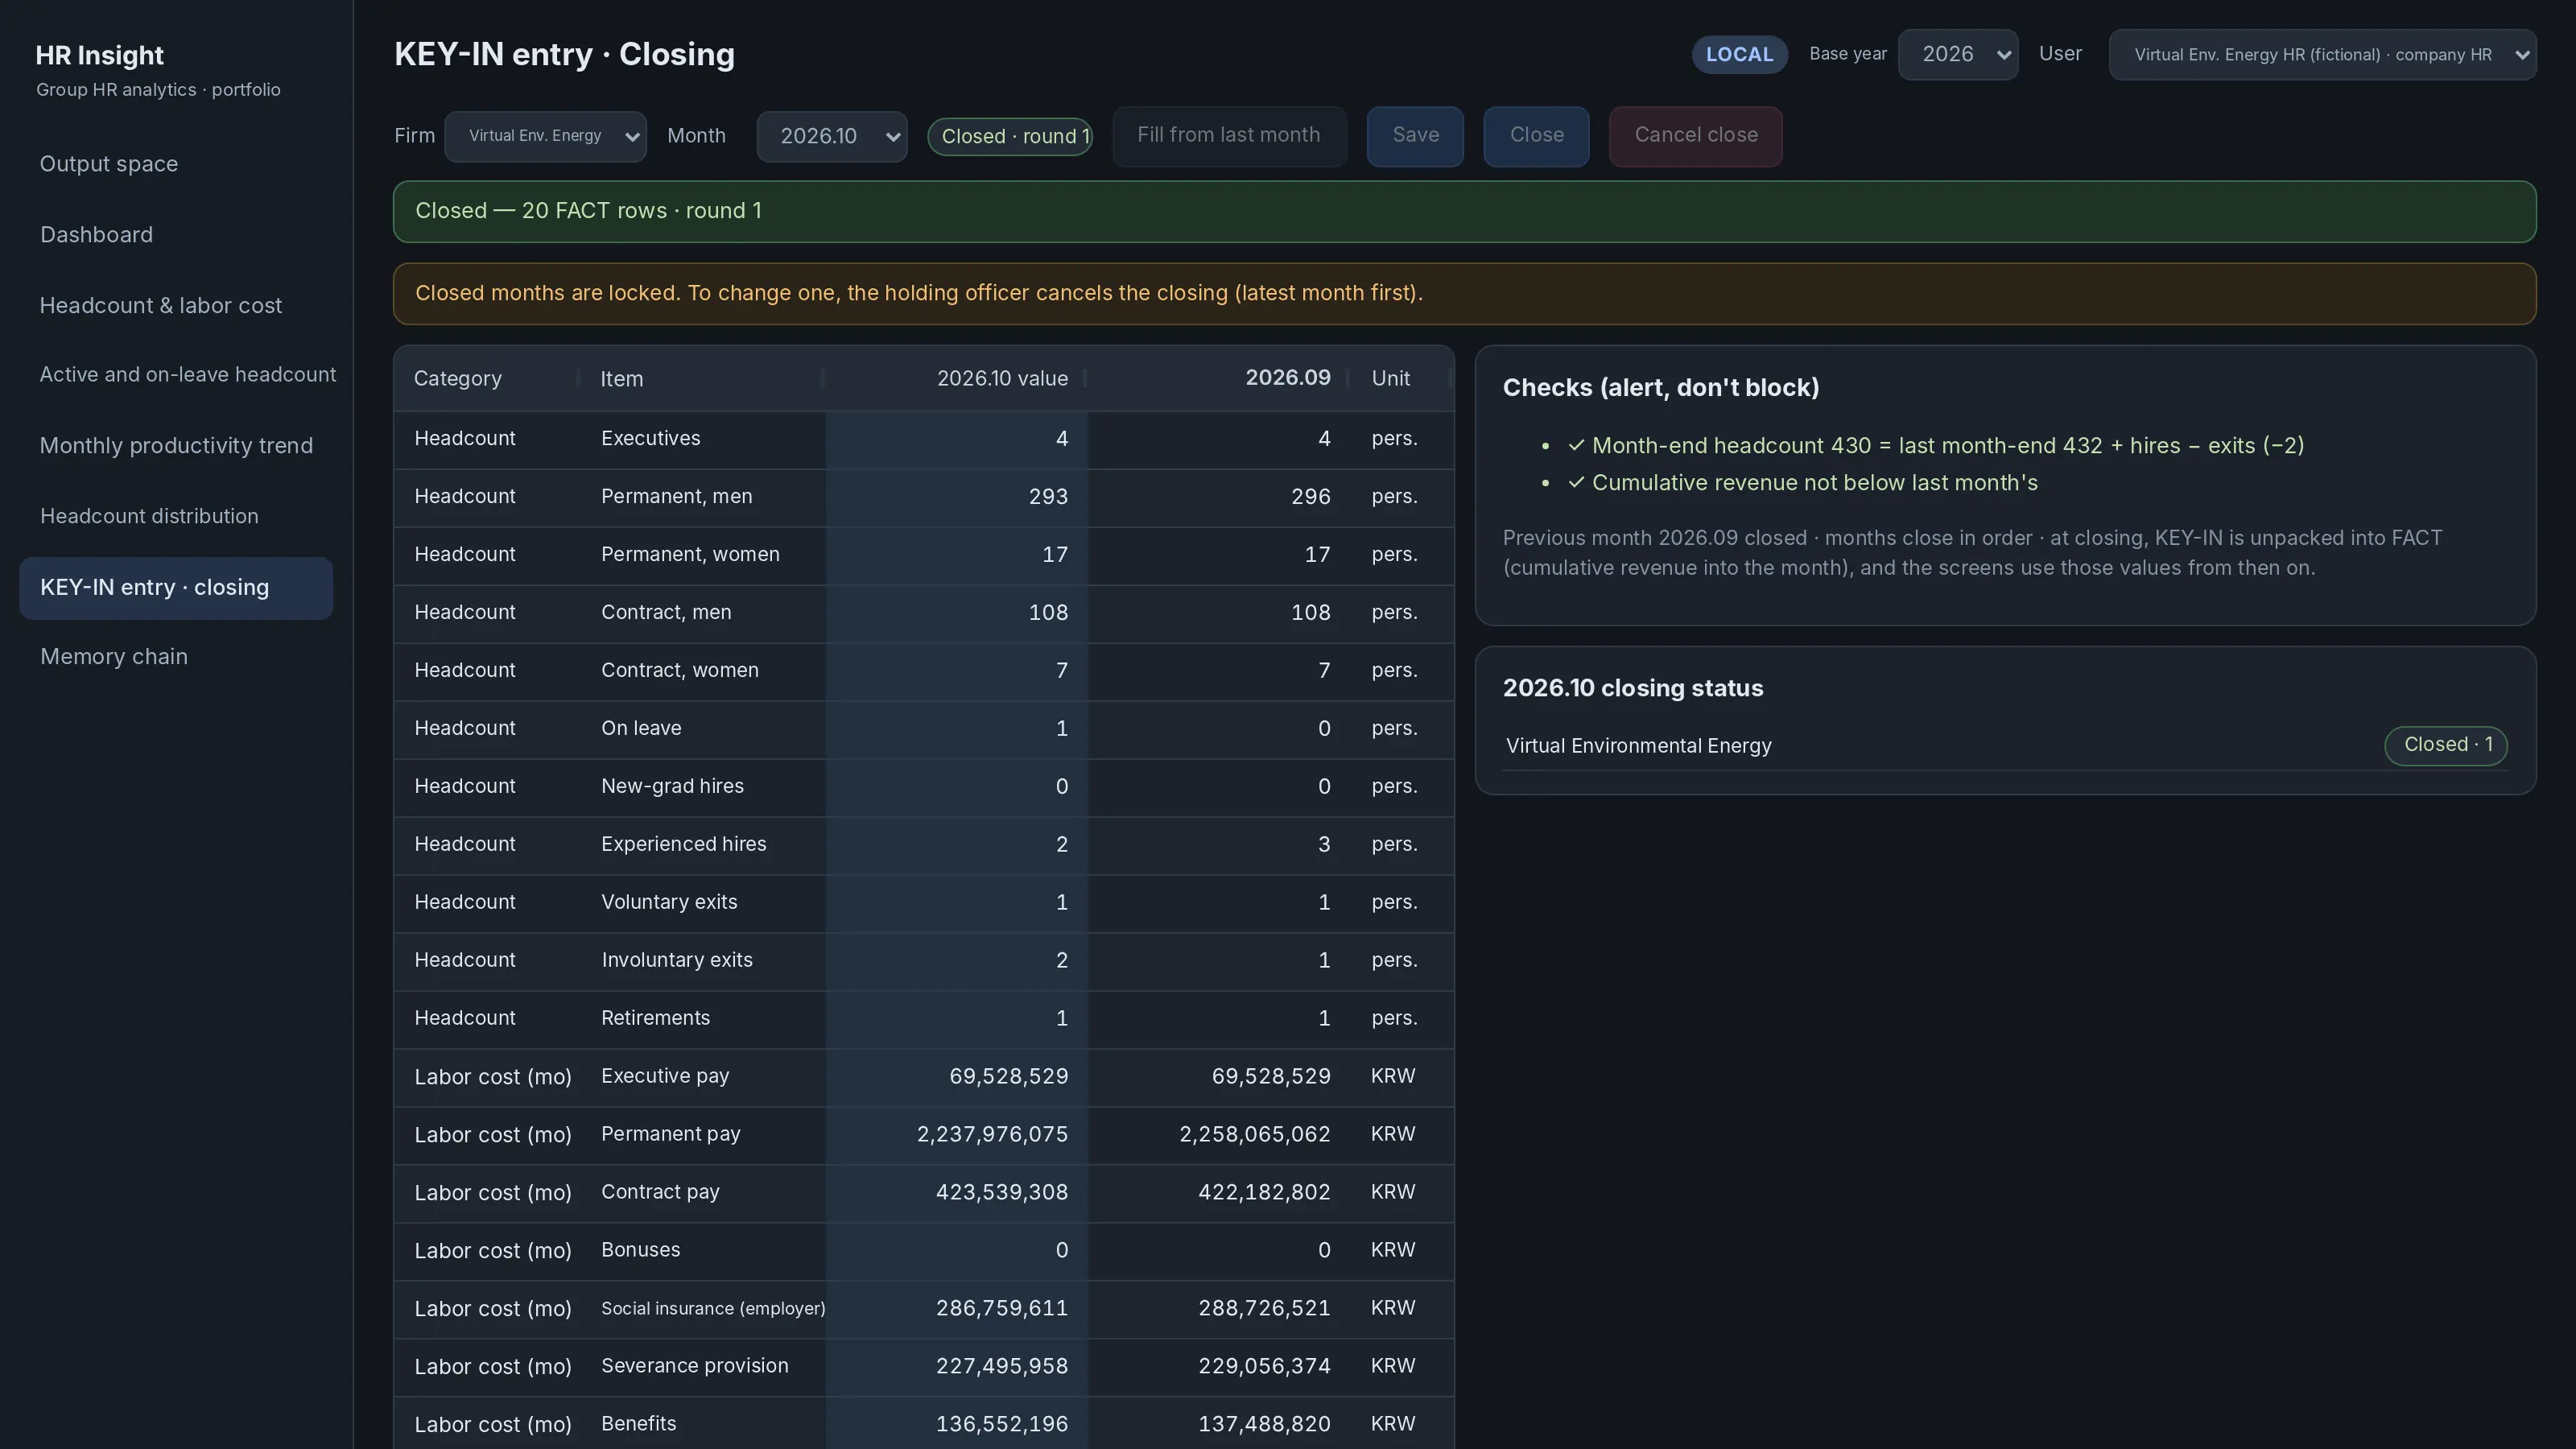 HR Insight
Group HR analytics · portfolio
Output space
Dashboard
Headcount & labor cost
Active and on-leave headcount
Monthly productivity trend
Headcount distribution
KEY-IN entry · closing
Memory chain
KEY-IN entry · Closing
LOCAL Base year 2026 User Virtual Env. Energy HR (fictional) · company HR
Firm Virtual Env. Energy Month 2026.10 Closed · round 1 Fill from last month Save Close Cancel close
Closed — 20 FACT rows · round 1
Closed months are locked. To change one, the holding officer cancels the closing (latest month first).
Category Item 2026.10 value 2026.09 Unit
Headcount Executives 4 4 pers.
Headcount Permanent, men 293 296 pers.
Headcount Permanent, women 17 17 pers.
Headcount Contract, men 108 108 pers.
Headcount Contract, women 7 7 pers.
Headcount On leave 1 0 pers.
Headcount New-grad hires 0 0 pers.
Headcount Experienced hires 2 3 pers.
Headcount Voluntary exits 1 1 pers.
Headcount Involuntary exits 2 1 pers.
Headcount Retirements 1 1 pers.
Labor cost (mo) Executive pay 69,528,529 69,528,529 KRW
Labor cost (mo) Permanent pay 2,237,976,075 2,258,065,062 KRW
Labor cost (mo) Contract pay 423,539,308 422,182,802 KRW
Labor cost (mo) Bonuses 0 0 KRW
Labor cost (mo) Social insurance (employer) 286,759,611 288,726,521 KRW
Labor cost (mo) Severance provision 227,495,958 229,056,374 KRW
Labor cost (mo) Benefits 136,552,196 137,488,820 KRW
Checks (alert, don't block)
• ✓ Month-end headcount 430 = last month-end 432 + hires − exits (−2)
• ✓ Cumulative revenue not below last month's
Previous month 2026.09 closed · months close in order · at closing, KEY-IN is unpacked into FACT
(cumulative revenue into the month), and the screens use those values from then on.
2026.10 closing status
Virtual Environmental Energy Closed · 1